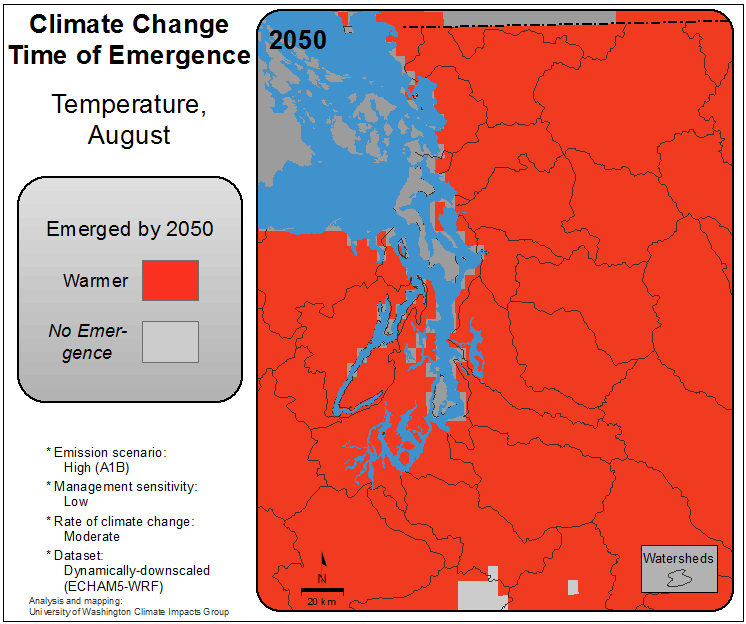 Climate Change
Time of Emergence
Temperature,
August
Emerged by 2050
Warmer
No Emer-
gence
* Emission scenario:
High (A1B)
* Management sensitivity:
Low
* Rate of climate change:
Moderate
* Dataset:
Dynamically-downscaled
(ECHAM5-WRF)
Analysis and mapping:
University of Washington Climate Impacts Group
2050
N
20 km
Watersheds